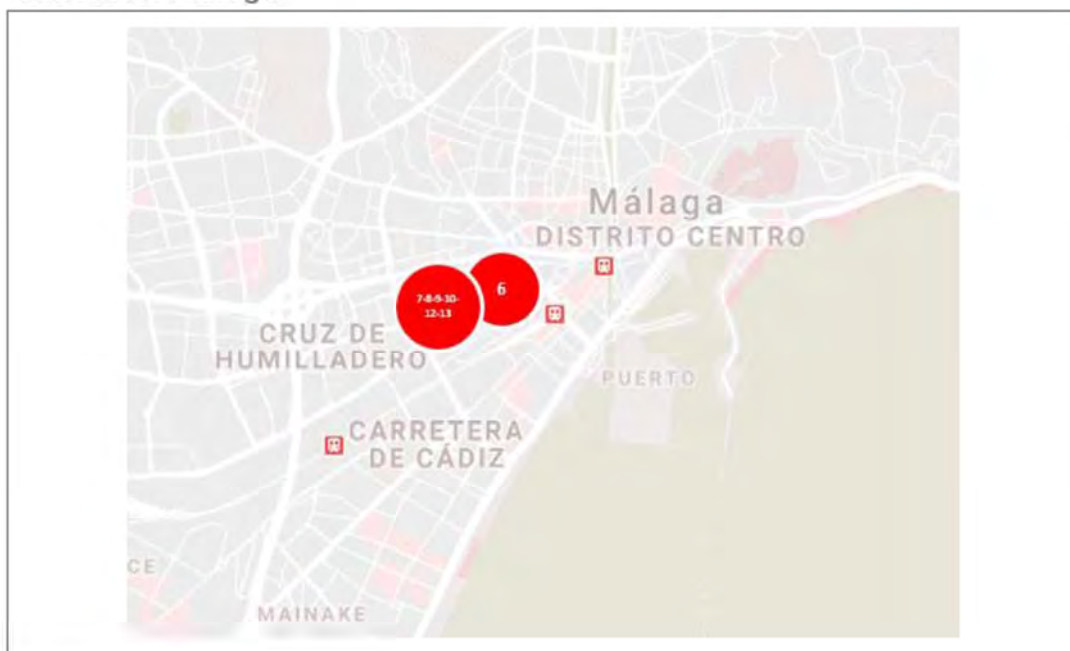 Málaga
DISTRITO CENTRO
6
7-8-9-10-
12-13
CRUZ DE
HUMILLADERO
PUERTO
CARRETERA
DE CÁDIZ
CE
MAINAKE